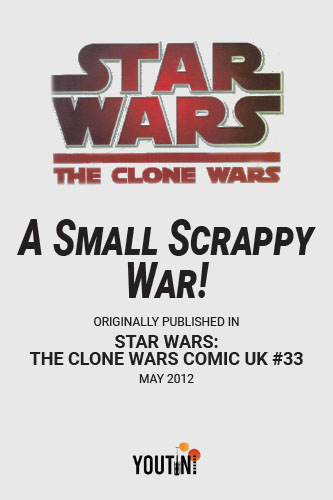 STAR
WARS
THE CLONE WARS
A SMALL SCRAPPY
WAR!
ORIGINALLY PUBLISHED IN
STAR WARS:
THE CLONE WARS COMIC UK #33
MAY 2012
YOUTINI